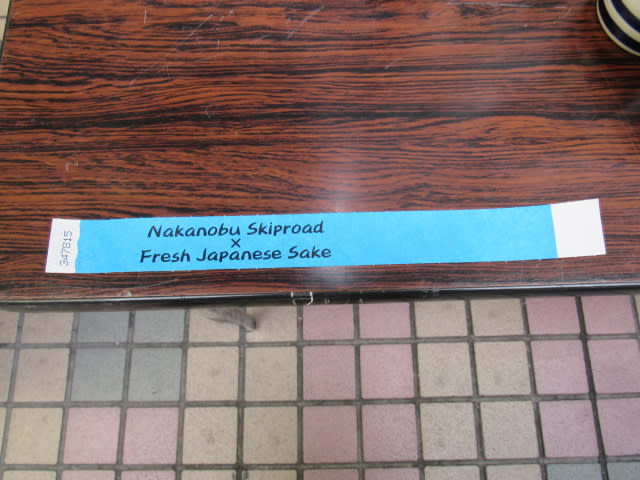 347815
Nakanobu Skiproad
×
Fresh Japanese Sake